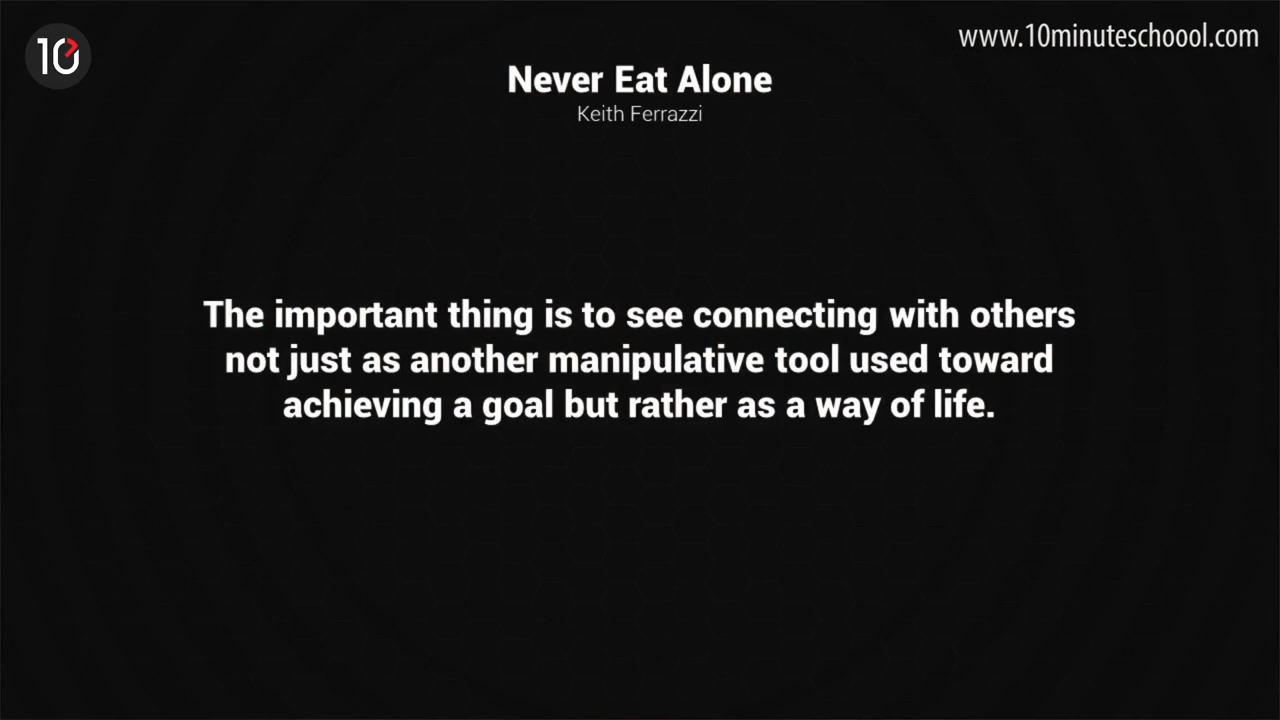 10
www.10minuteschoool.com
Never Eat Alone
Keith Ferrazzi
The important thing is to see connecting with others
not just as another manipulative tool used toward
achieving a goal but rather as a way of life.